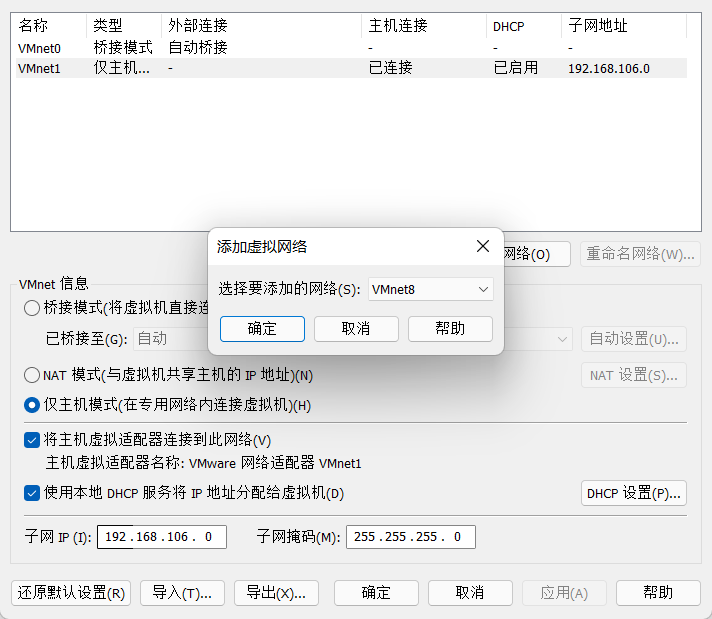 名称 类型 外部连接 主机连接 DHCP 子网地址
VMnet0 桥接模式 自动桥接 - - -
VMnet1 仅主机... - 已连接 已启用 192.168.106.0
添加虚拟网络
选择要添加的网络(S): VMnet8
确定 取消 帮助
网络(O) 重命名网络(W)...
VMnet 信息
桥接模式(将虚拟机直接连
已桥接至(G): 自动 自动设置(U)...
NAT 模式(与虚拟机共享主机的 IP 地址)(N) NAT 设置(S)...
仅主机模式(在专用网络内连接虚拟机)(H)
将主机虚拟适配器连接到此网络(V)
主机虚拟适配器名称: VMware 网络适配器 VMnet1
使用本地 DHCP 服务将 IP 地址分配给虚拟机(D) DHCP 设置(P)...
子网 IP (I): 192.168.106. 0 子网掩码(M): 255.255.255. 0
还原默认设置(R) 导入(T)... 导出(X)... 确定 取消 应用(A) 帮助